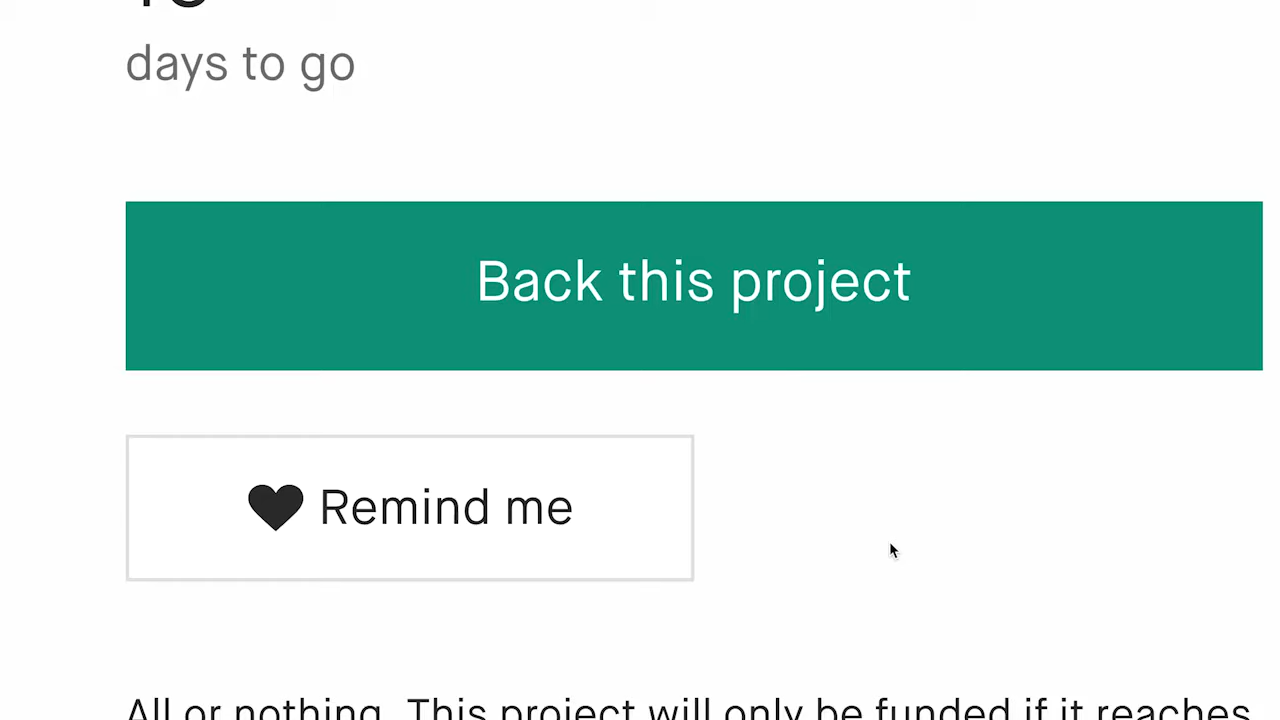 days to go
Back this project
Remind me
All or nothing. This project will only be funded if it reaches